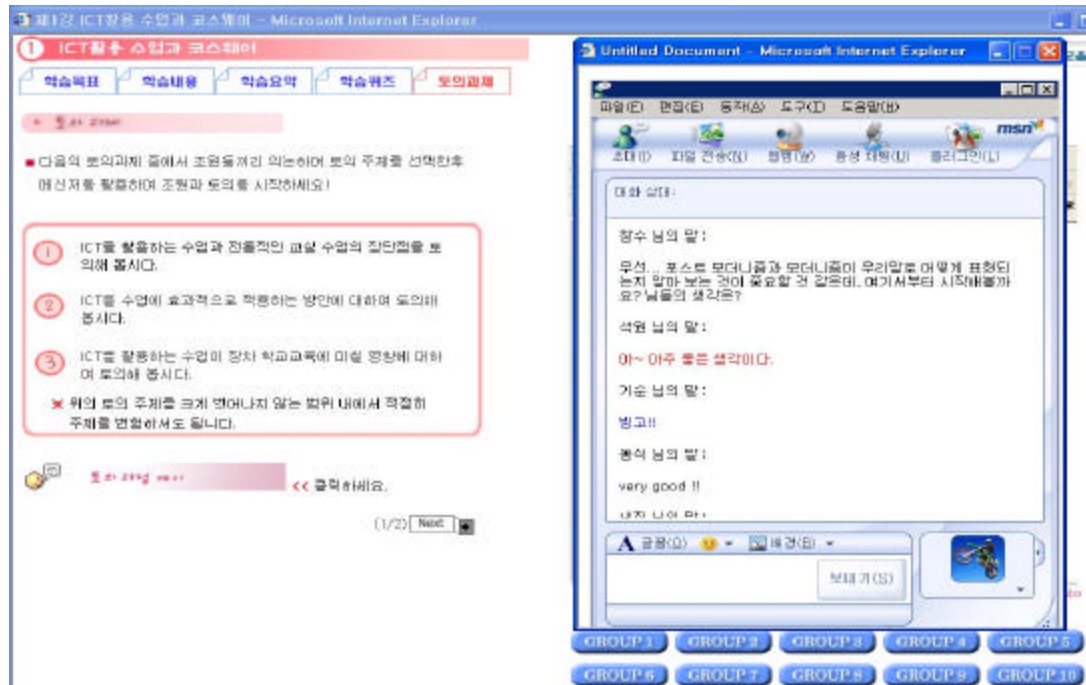 제1강 ICT활용 수업과 코스웨어 - Microsoft Internet Explorer
1 ICT활용 수업과 코스웨어
학습목표 학습내용 학습요약 학습퀴즈 토의과제
■ 다음의 토의과제 중에서 조원들끼리 의논하여 토의 주제를 선택한후
메신저를 활용하여 조원과 토의를 시작하세요!
1 ICT를 활용하는 수업과 전통적인 교실 수업의 장단점을 토
의해 봅시다.
2 ICT를 수업에 효과적으로 적용하는 방안에 대하여 토의해
봅시다.
3 ICT를 활용하는 수업이 장차 학교교육에 미칠 영향에 대하
여 토의해 봅시다.
※ 위의 토의 주제를 크게 벗어나지 않는 범위 내에서 적절히
주제를 변형하셔도 됩니다.
<< 클릭하세요.
(1/2) Next
Untitled Document - Microsoft Internet Explorer
파일(F) 편집(E) 동작(A) 도구(T) 도움말(H)
msn
초대(I) 파일 전송(N) 웹캠(W) 음성 채팅(U) 플러그인(L)
대화 상대:
창수 님의 말:
우선... 포스트 모더니즘과 모더니즘이 우리말로 어떻게 표현되
는지 알아 보는 것이 중요할 것 같은데. 여기서부터 시작해볼까
요? 님들의 생각은?
석원 님의 말:
아~ 아주 좋은 생각이다.
기순 님의 말:
빙고!!
동식 님의 말:
very good !!
글꼴(O) 배경(B)
보내기(S)
GROUP 1 GROUP 2 GROUP 3 GROUP 4 GROUP 5
GROUP 6 GROUP 7 GROUP 8 GROUP 9 GROUP 10